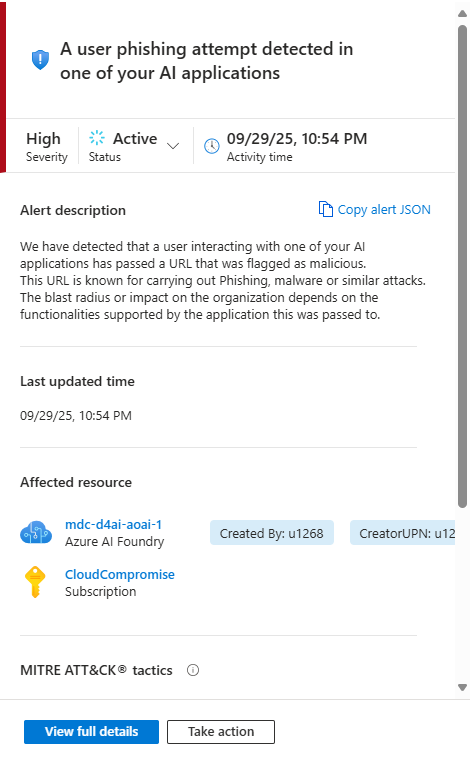 A user phishing attempt detected in
one of your AI applications
High
Severity
Active
Status
09/29/25, 10:54 PM
Activity time
Alert description
Copy alert JSON
We have detected that a user interacting with one of your AI
applications has passed a URL that was flagged as malicious.
This URL is known for carrying out Phishing, malware or similar attacks.
The blast radius or impact on the organization depends on the
functionalities supported by the application this was passed to.
Last updated time
09/29/25, 10:54 PM
Affected resource
mdc-d4ai-aoai-1
Azure AI Foundry
Created By: u1268
CreatorUPN: u12
CloudCompromise
Subscription
MITRE ATT&CK® tactics
View full details
Take action